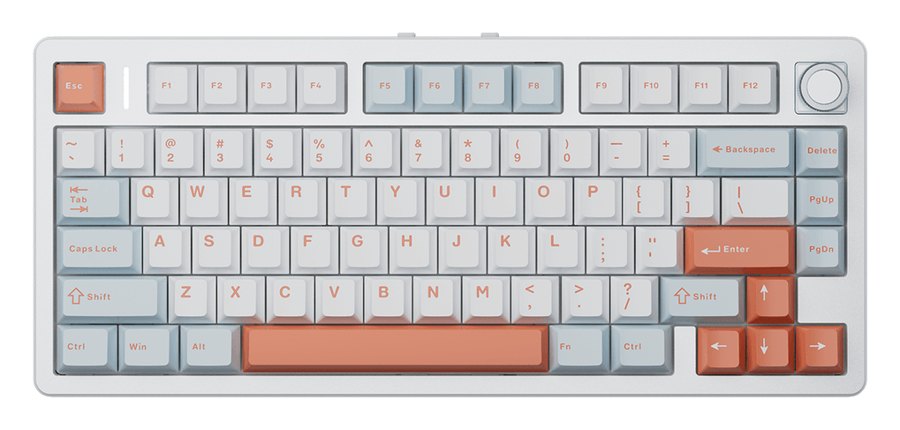 Esc F1 F2 F3 F4 F5 F6 F7 F8 F9 F10 F11 F12
~ ! @ # $ % ^ & * ( ) — +
` 1 2 3 4 5 6 7 8 9 0 - = ← Backspace Delete
Tab Q W E R T Y U I O P { [ } ] | \ PgUp
Caps Lock A S D F G H J K L : ; " ' ↵ Enter PgDn
⇧ Shift Z X C V B N M < , > . ? / ⇧ Shift ↑
Ctrl Win Alt Fn Ctrl ← ↓ →